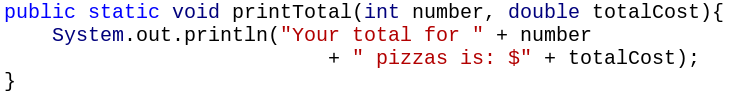 public static void printTotal(int number, double totalCost){
    System.out.println("Your total for " + number
                           + " pizzas is: $" + totalCost);
}